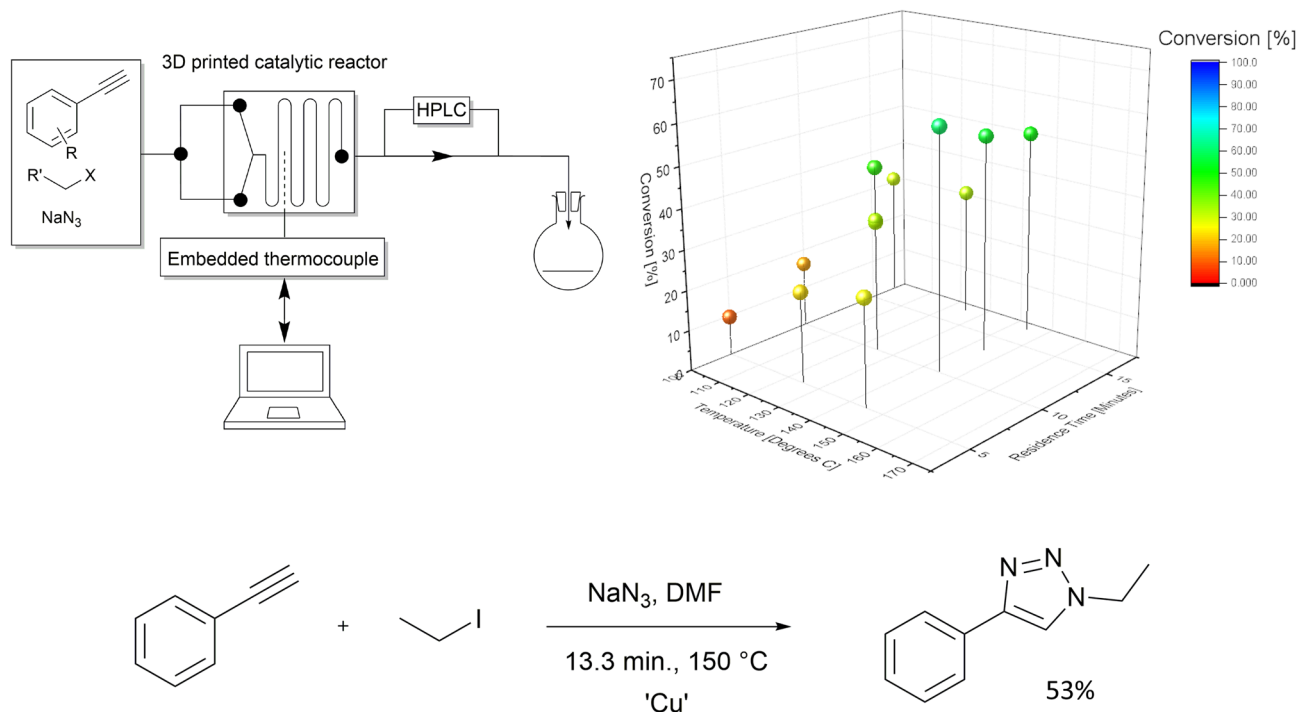 3D printed catalytic reactor
R
R'
X
NaN3
HPLC
Embedded thermocouple
Conversion [%]
70
60
50
40
30
20
10
0
Conversion [%]
100
110
120
130
140
150
160
170
Temperature [Degrees C]
5
10
15
Residence Time [Minutes]
100.0
90.00
80.00
70.00
60.00
50.00
40.00
30.00
20.00
10.00
0.000
+
I
NaN3, DMF
13.3 min., 150 °C
'Cu'
N
N
N
53%